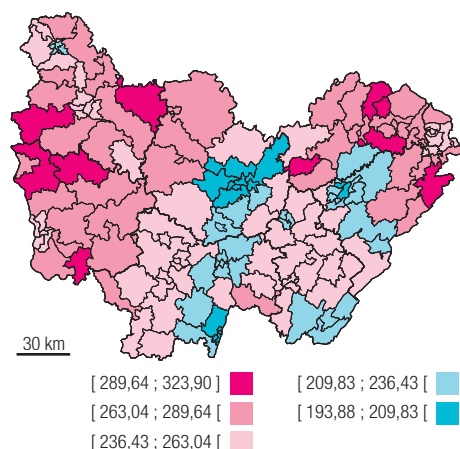 30 km
[ 289,64 ; 323,90 ]
[ 263,04 ; 289,64 [
[ 236,43 ; 263,04 [
[ 209,83 ; 236,43 [
[ 193,88 ; 209,83 [